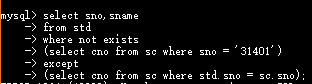 mysql> select sno,sname
-> from std
-> where not exists
-> (select cno from sc where sno = '31401')
-> except
-> (select cno from sc where std.sno = sc.sno);